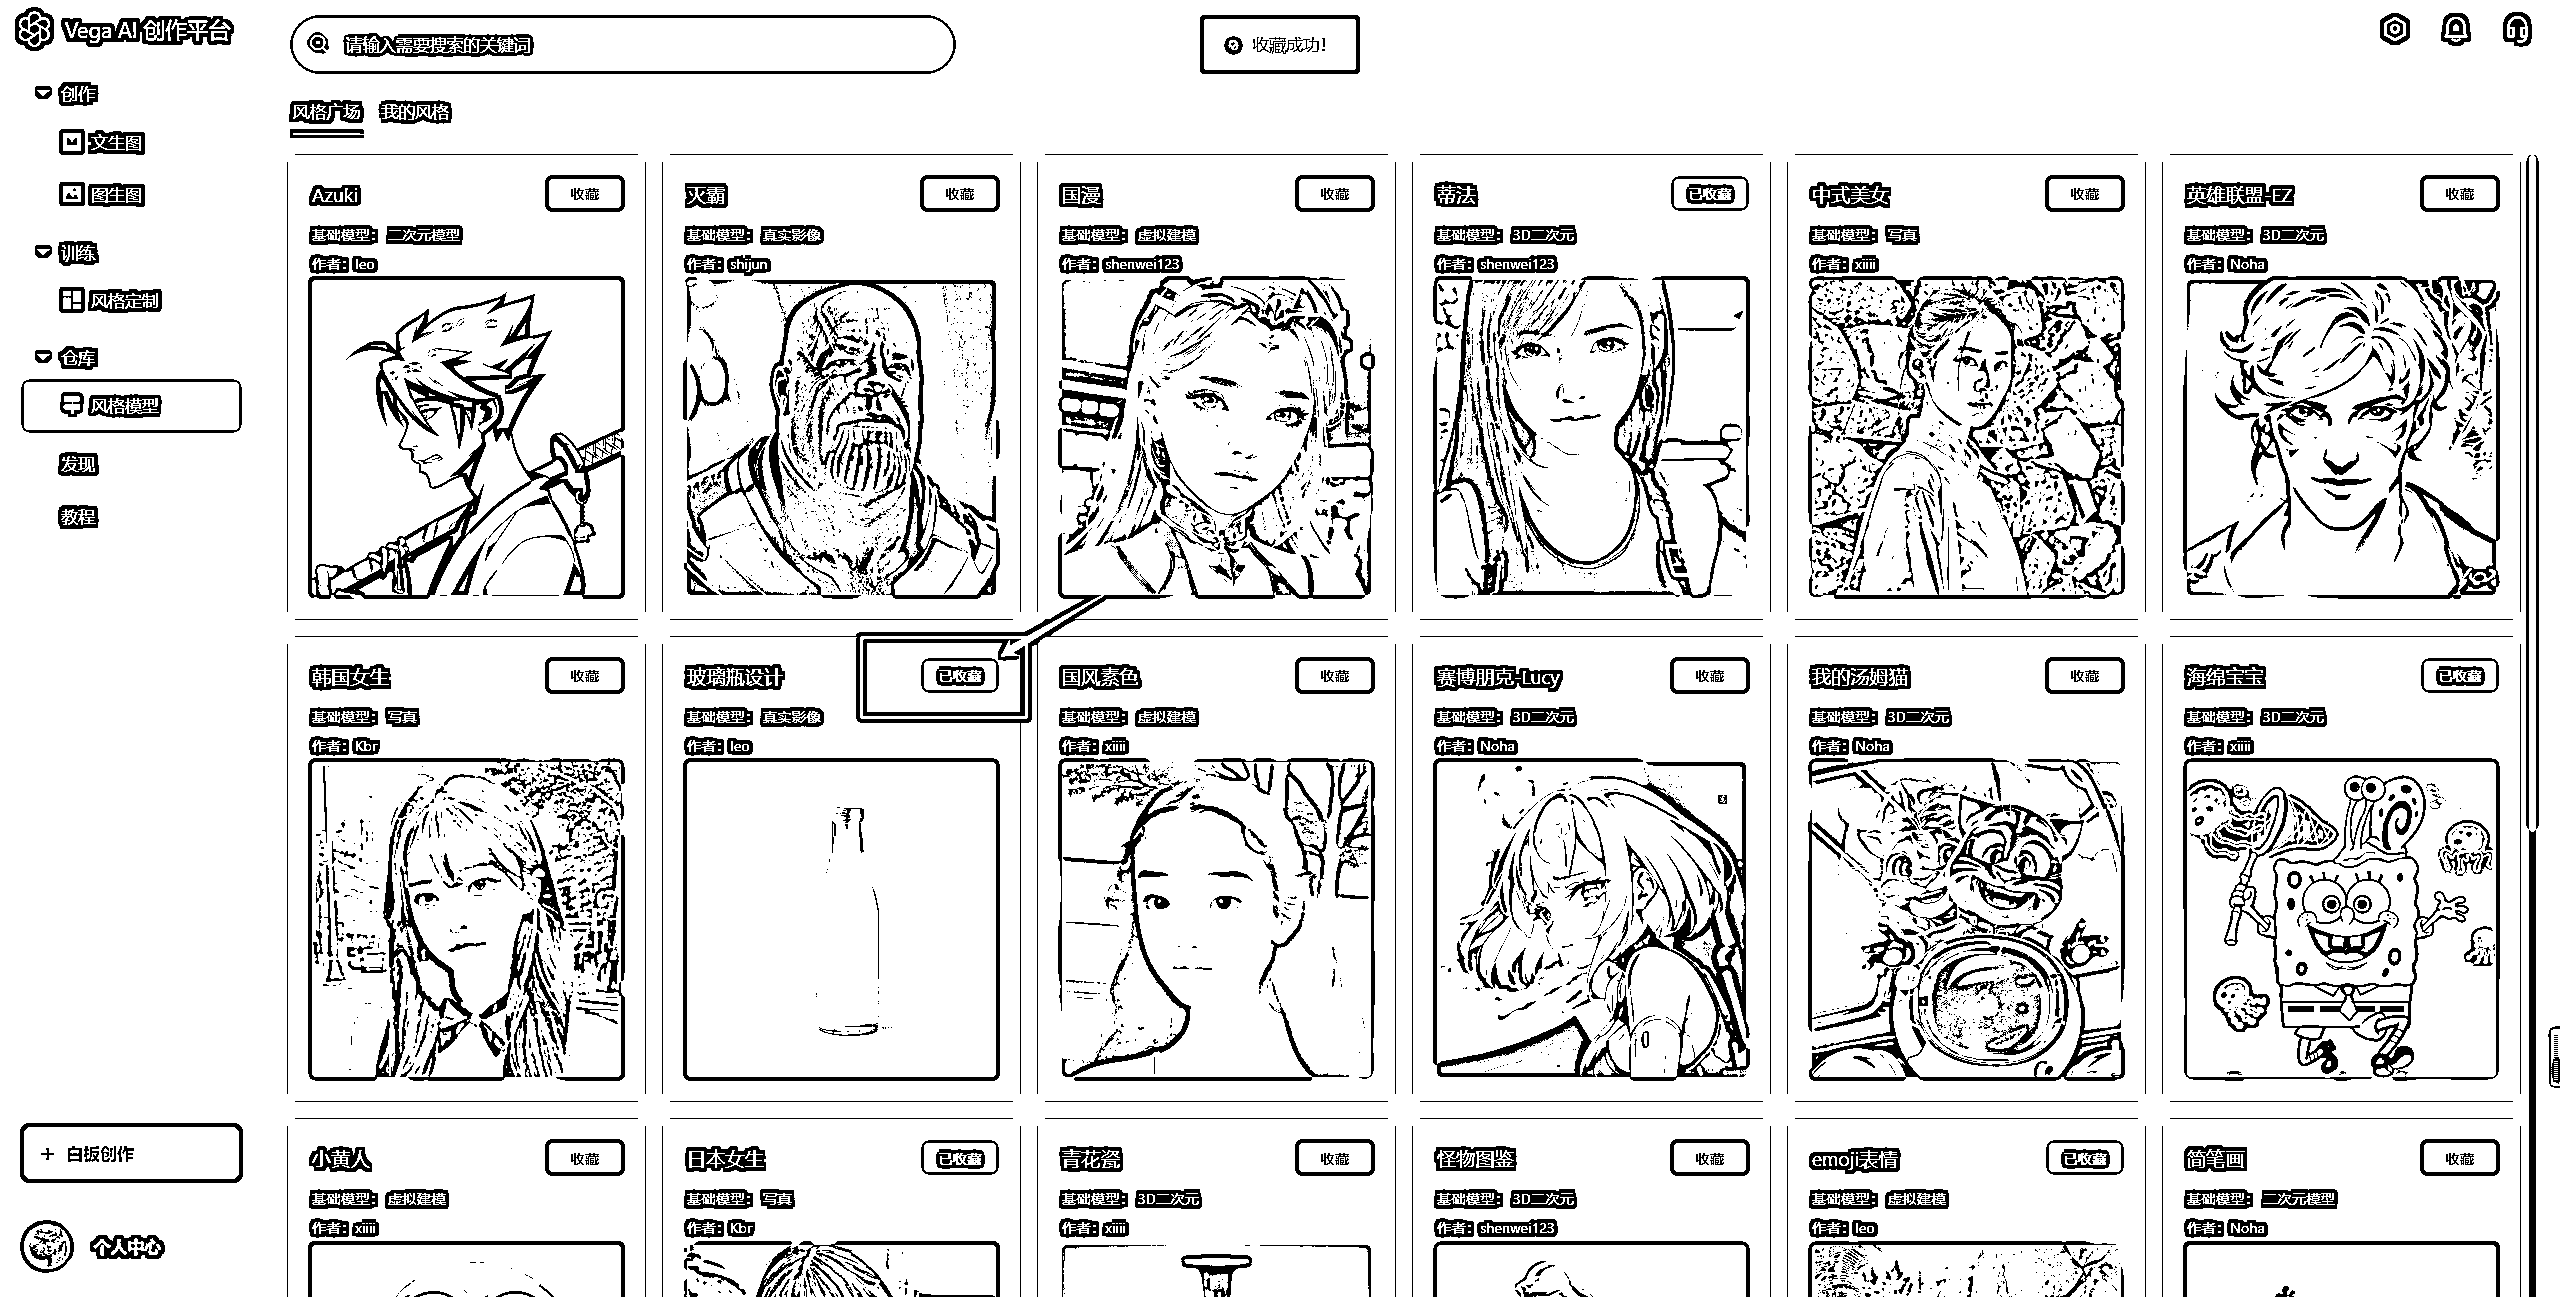 Vega AI 创作平台
请输入需要搜索的关键词
收藏成功！
创作
文生图
图生图
训练
风格定制
仓库
风格模型
发现
教程
+ 白板创作
个人中心
风格广场 我的风格
Azuki 收藏
基础模型： 二次元模型
作者： leo
灭霸 收藏
基础模型： 真实影像
作者： shijun
国漫 收藏
基础模型： 虚拟建模
作者： shenwei123
蒂法 已收藏
基础模型： 3D二次元
作者： shenwei123
中式美女 收藏
基础模型： 写真
作者： xiiii
英雄联盟-EZ 收藏
基础模型： 3D二次元
作者： Noha
韩国女生 收藏
基础模型： 写真
作者： Kbr
玻璃瓶设计 已收藏
基础模型： 真实影像
作者： leo
国风素色 收藏
基础模型： 虚拟建模
作者： xiiii
赛博朋克-Lucy 收藏
基础模型： 3D二次元
作者： Noha
我的汤姆猫 收藏
基础模型： 3D二次元
作者： Noha
海绵宝宝 已收藏
基础模型： 3D二次元
作者： xiiii
小黄人 收藏
基础模型： 虚拟建模
作者： xiiii
日本女生 已收藏
基础模型： 写真
作者： Kbr
青花瓷 收藏
基础模型： 3D二次元
作者： xiiii
怪物图鉴 收藏
基础模型： 3D二次元
作者： shenwei123
emoji表情 已收藏
基础模型： 虚拟建模
作者： leo
简笔画 收藏
基础模型： 二次元模型
作者： Noha